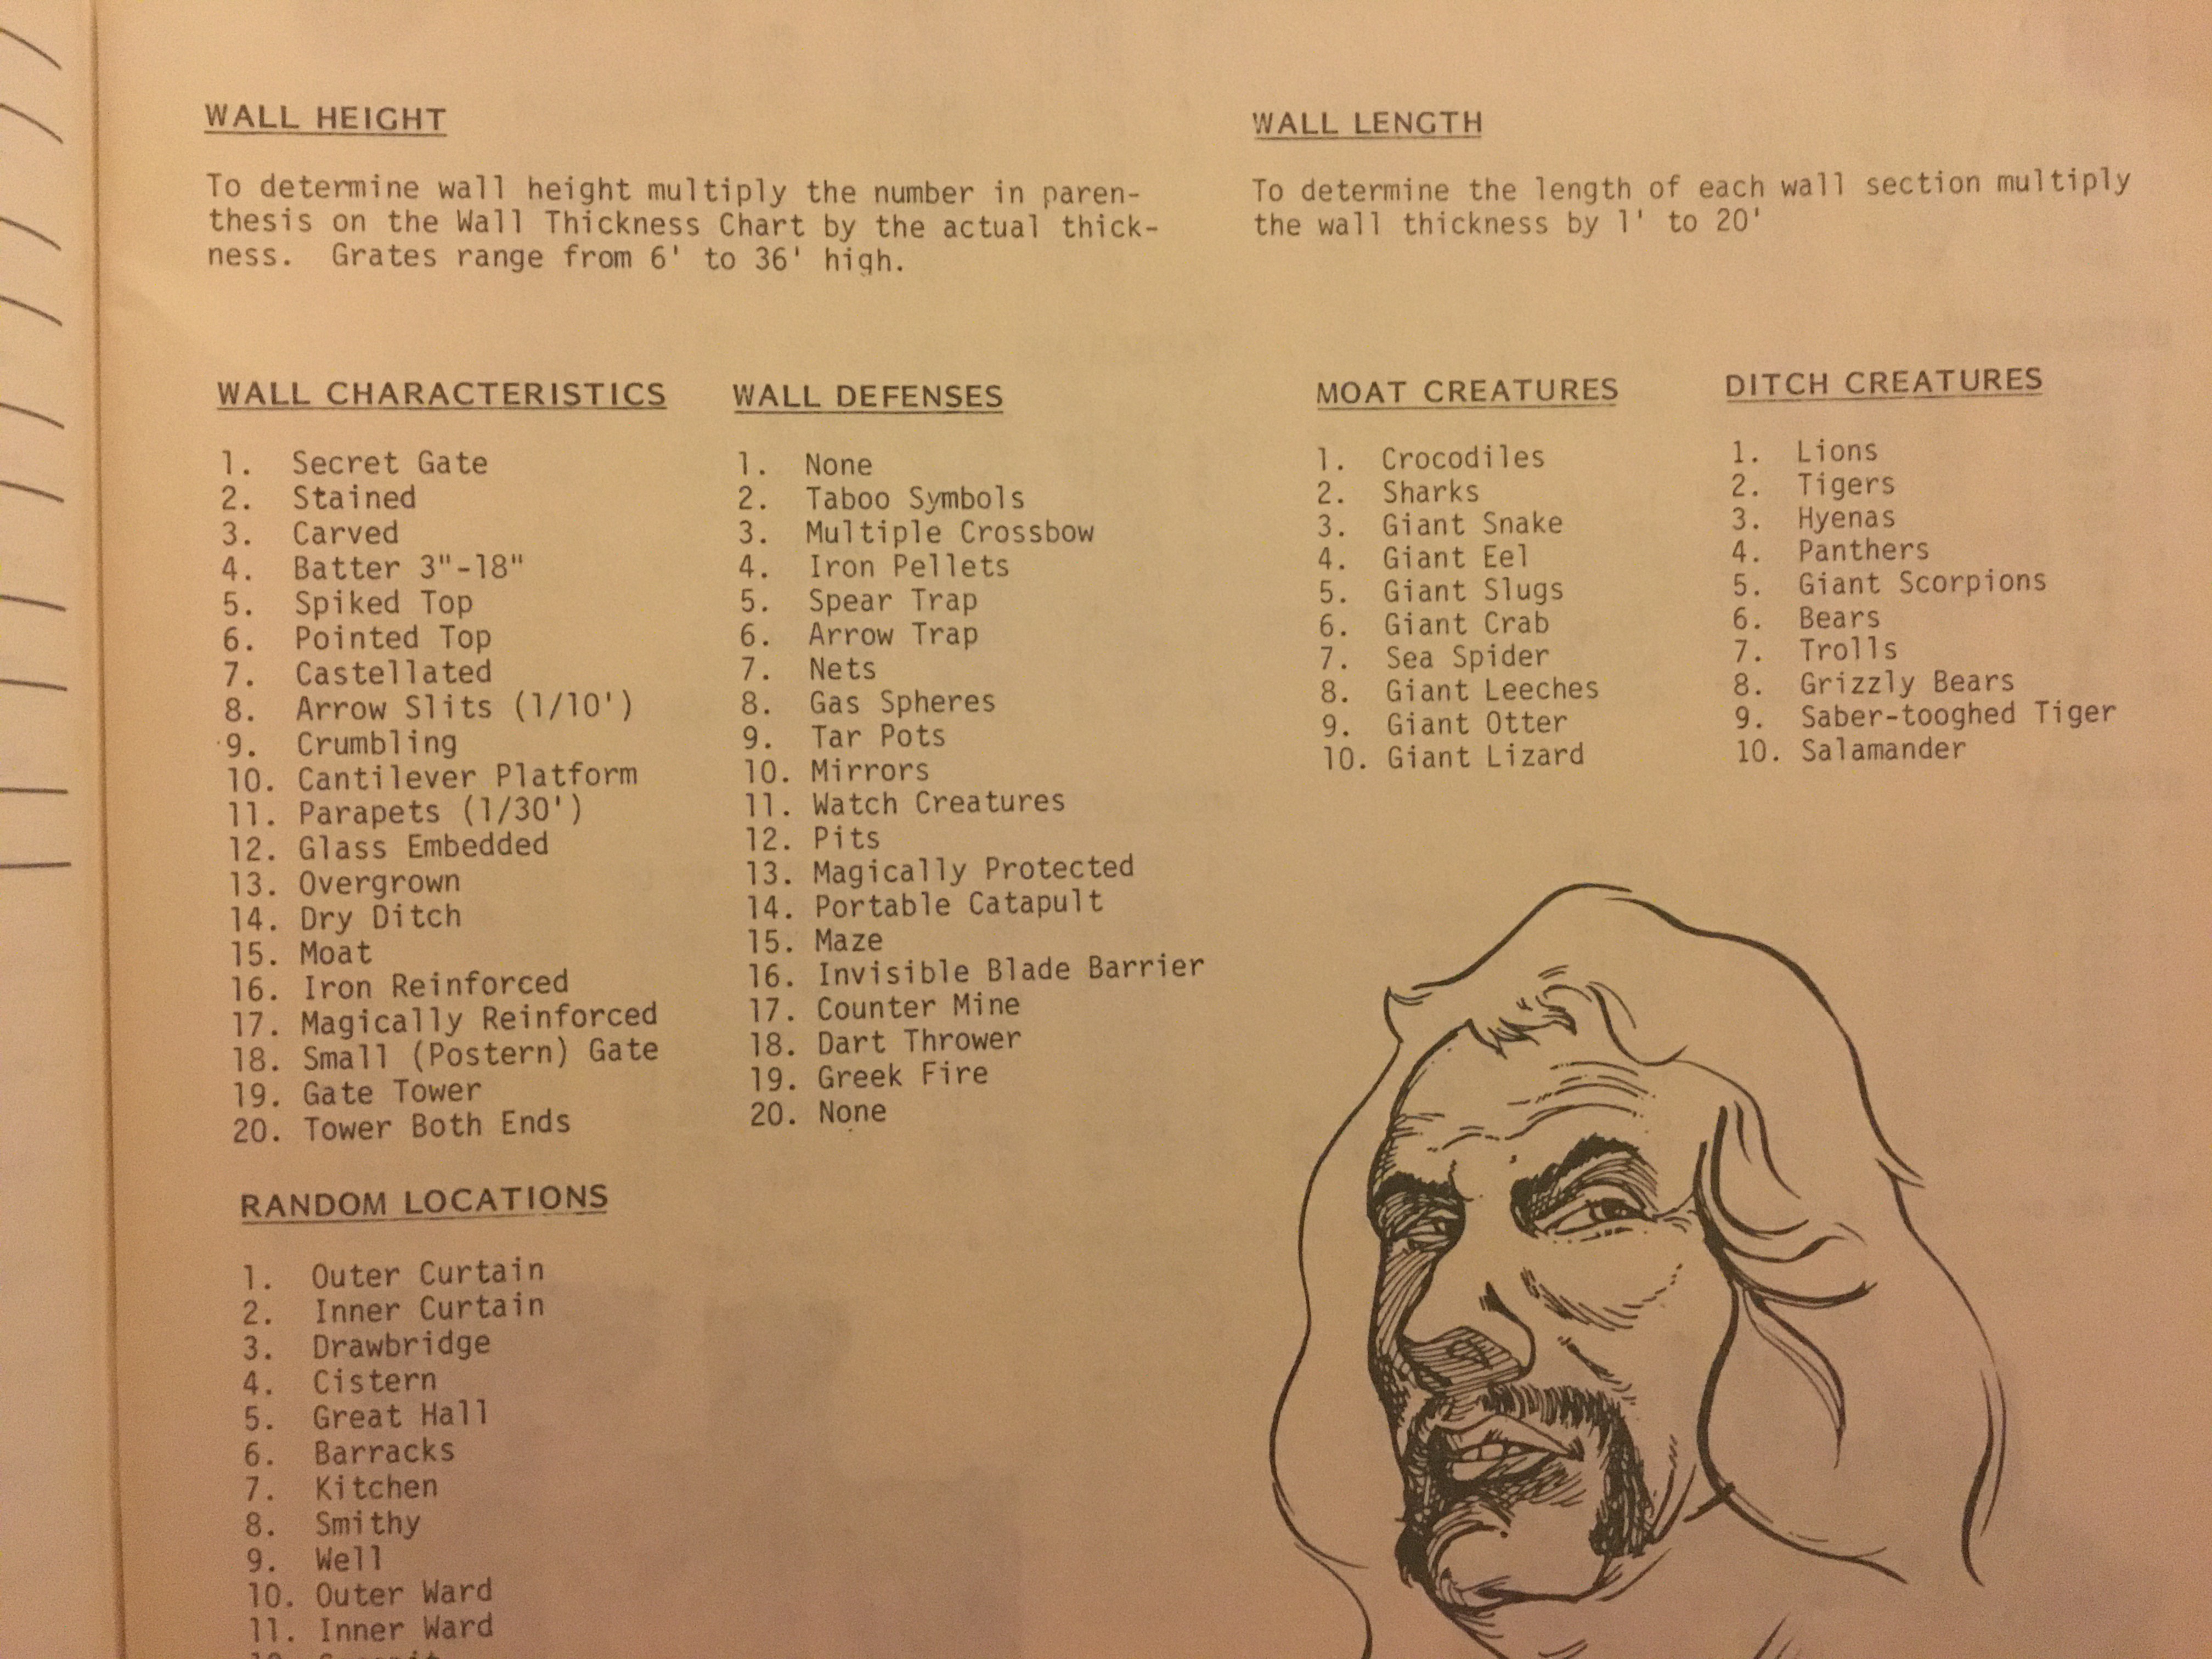 WALL HEIGHT
To determine wall height multiply the number in paren-
thesis on the Wall Thickness Chart by the actual thick-
ness. Grates range from 6' to 36' high.
WALL LENGTH
To determine the length of each wall section multiply
the wall thickness by 1' to 20'
WALL CHARACTERISTICS
1. Secret Gate
2. Stained
3. Carved
4. Batter 3"-18"
5. Spiked Top
6. Pointed Top
7. Castellated
8. Arrow Slits (1/10')
9. Crumbling
10. Cantilever Platform
11. Parapets (1/30')
12. Glass Embedded
13. Overgrown
14. Dry Ditch
15. Moat
16. Iron Reinforced
17. Magically Reinforced
18. Small (Postern) Gate
19. Gate Tower
20. Tower Both Ends
WALL DEFENSES
1. None
2. Taboo Symbols
3. Multiple Crossbow
4. Iron Pellets
5. Spear Trap
6. Arrow Trap
7. Nets
8. Gas Spheres
9. Tar Pots
10. Mirrors
11. Watch Creatures
12. Pits
13. Magically Protected
14. Portable Catapult
15. Maze
16. Invisible Blade Barrier
17. Counter Mine
18. Dart Thrower
19. Greek Fire
20. None
MOAT CREATURES
1. Crocodiles
2. Sharks
3. Giant Snake
4. Giant Eel
5. Giant Slugs
6. Giant Crab
7. Sea Spider
8. Giant Leeches
9. Giant Otter
10. Giant Lizard
DITCH CREATURES
1. Lions
2. Tigers
3. Hyenas
4. Panthers
5. Giant Scorpions
6. Bears
7. Trolls
8. Grizzly Bears
9. Saber-tooghed Tiger
10. Salamander
RANDOM LOCATIONS
1. Outer Curtain
2. Inner Curtain
3. Drawbridge
4. Cistern
5. Great Hall
6. Barracks
7. Kitchen
8. Smithy
9. Well
10. Outer Ward
11. Inner Ward